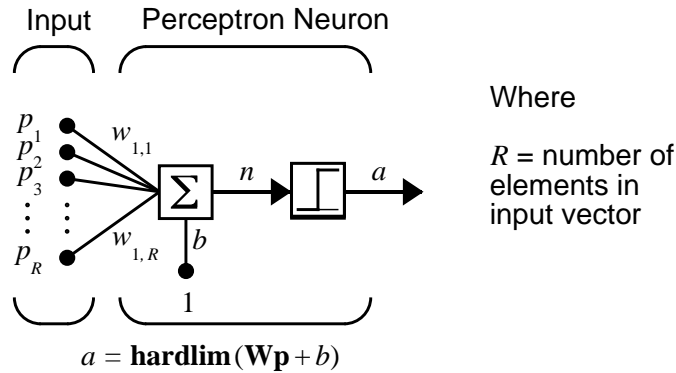 Input
Perceptron Neuron
p1
p2
p3
pR
w1,1
w1,R
Σ
n
a
b
1
a = hardlim (Wp + b)
Where
R = number of
elements in
input vector